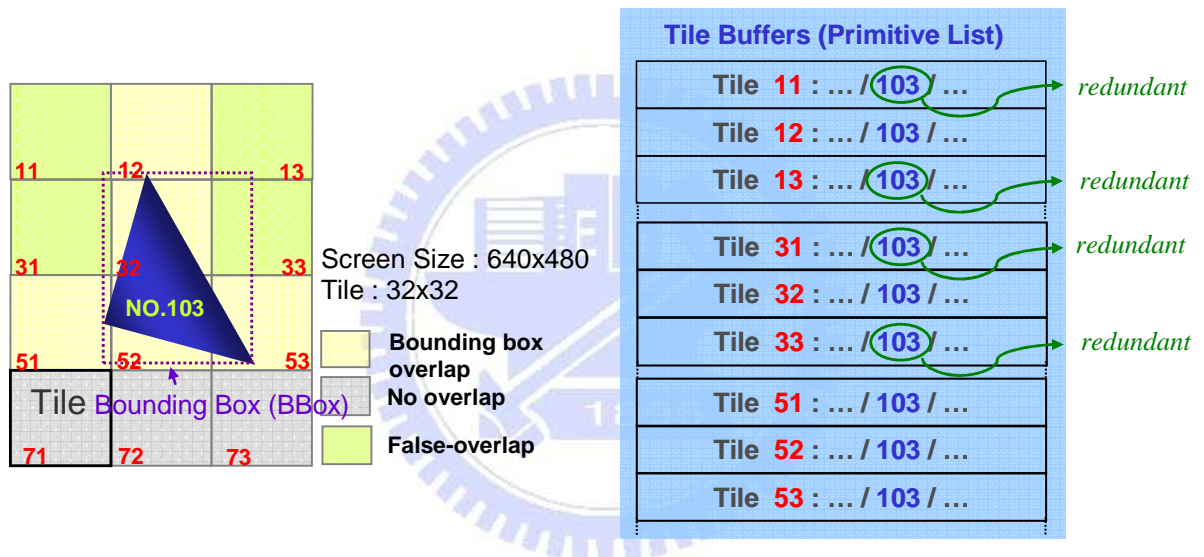 11
12
13
31
32
33
NO.103
51
52
53
Tile
Bounding Box (BBox)
71
72
73
Screen Size : 640x480
Tile : 32x32
Bounding box
overlap
No overlap
False-overlap
Tile Buffers (Primitive List)
Tile 11 : … / 103 / …
redundant
Tile 12 : … / 103 / …
Tile 13 : … / 103 / …
redundant
Tile 31 : … / 103 / …
redundant
Tile 32 : … / 103 / …
Tile 33 : … / 103 / …
redundant
Tile 51 : … / 103 / …
Tile 52 : … / 103 / …
Tile 53 : … / 103 / …